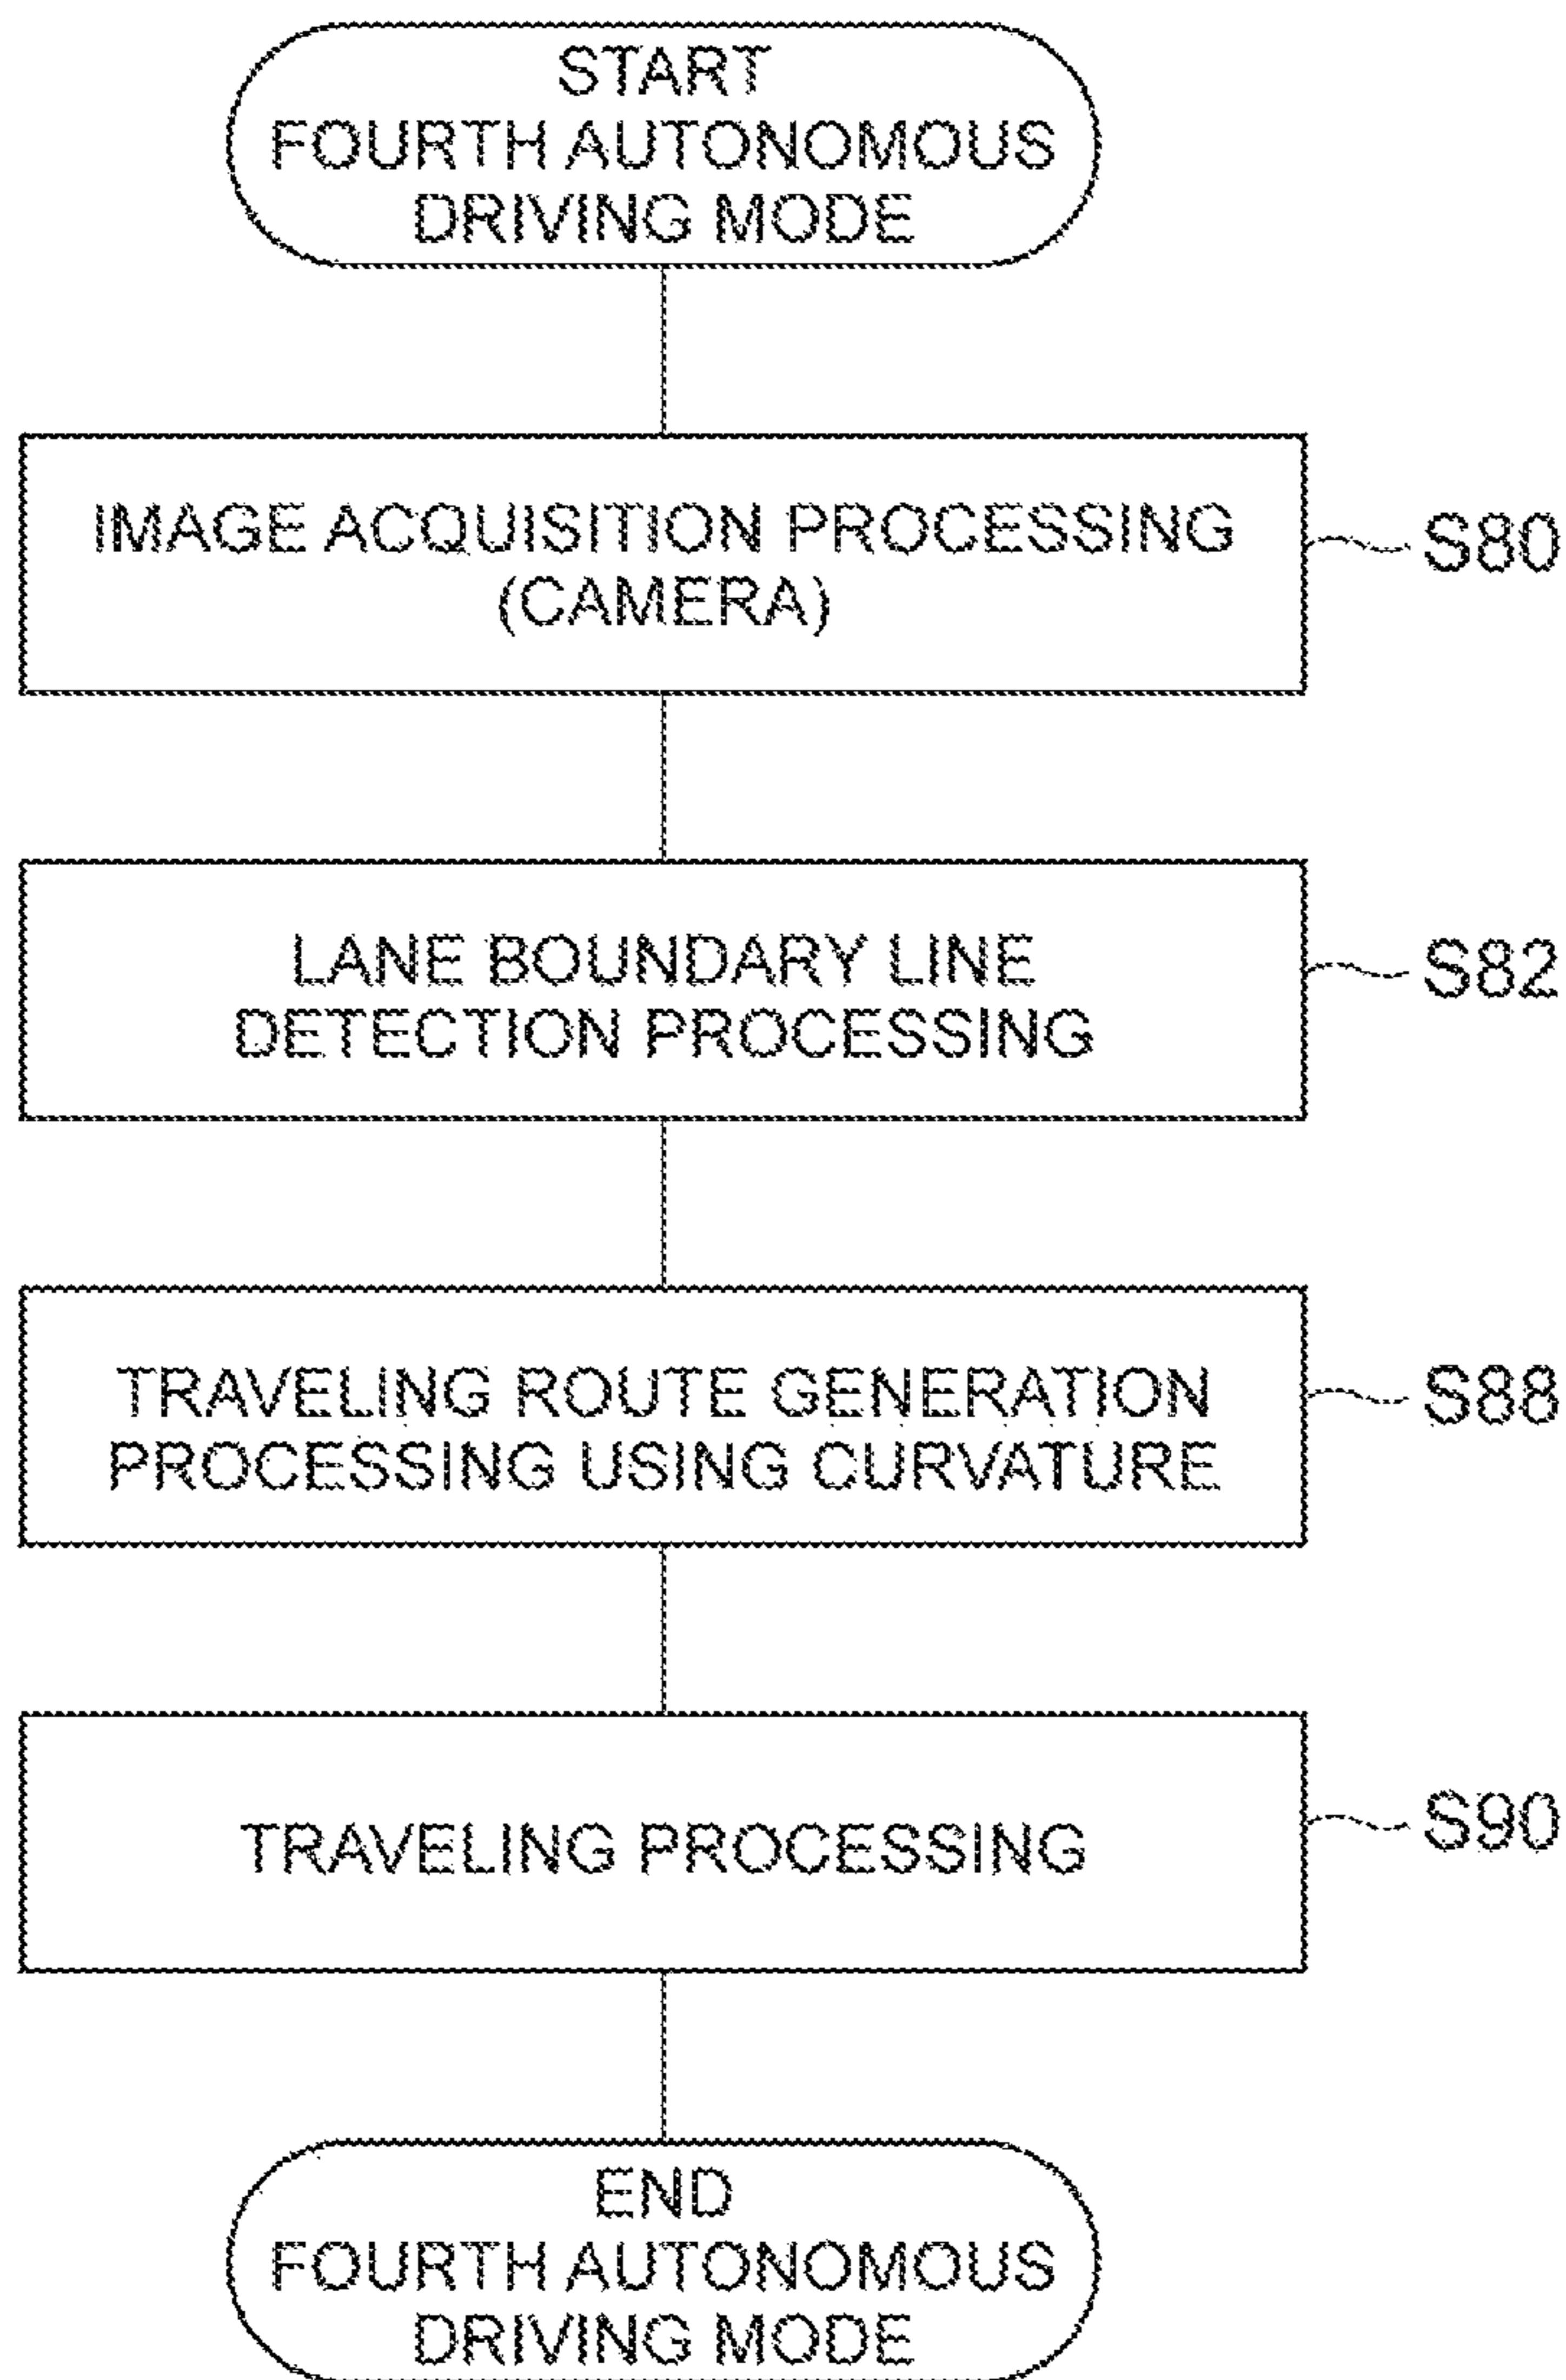 START
FOURTH AUTONOMOUS
DRIVING MODE
IMAGE ACQUISITION PROCESSING
(CAMERA)
S80
LANE BOUNDARY LINE
DETECTION PROCESSING
S82
TRAVELING ROUTE GENERATION
PROCESSING USING CURVATURE
S88
TRAVELING PROCESSING
S90
END
FOURTH AUTONOMOUS
DRIVING MODE